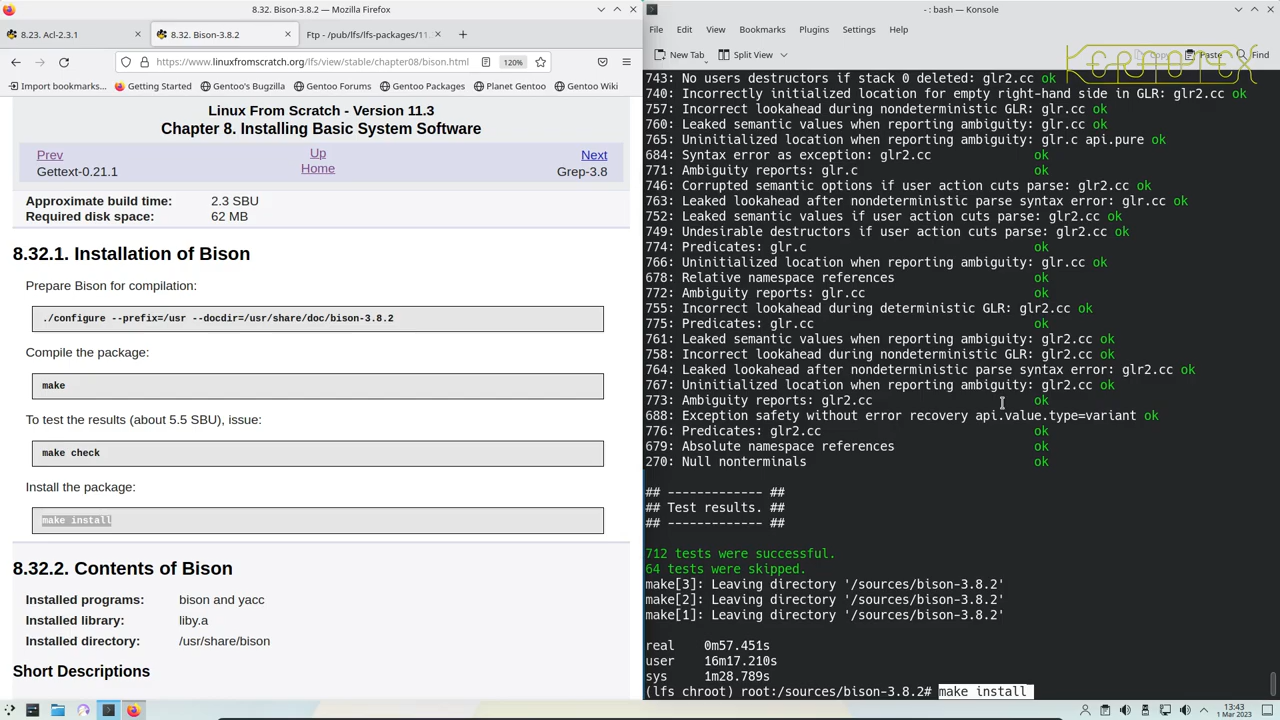 8.32. Bison-3.8.2 — Mozilla Firefox
8.23. Acl-2.3.1
8.32. Bison-3.8.2
Ftp - /pub/lfs/lfs-packages/11.
https://www.linuxfromscratch.org/lfs/view/stable/chapter08/bison.html
120%
Import bookmarks...
Getting Started
Gentoo's Bugzilla
Gentoo Forums
Gentoo Packages
Planet Gentoo
Gentoo Wiki
Linux From Scratch - Version 11.3
Chapter 8. Installing Basic System Software
Prev
Up
Next
Gettext-0.21.1
Home
Grep-3.8
Approximate build time: 2.3 SBU
Required disk space: 62 MB
8.32.1. Installation of Bison
Prepare Bison for compilation:
./configure --prefix=/usr --docdir=/usr/share/doc/bison-3.8.2
Compile the package:
make
To test the results (about 5.5 SBU), issue:
make check
Install the package:
make install
8.32.2. Contents of Bison
Installed programs: bison and yacc
Installed library: liby.a
Installed directory: /usr/share/bison
Short Descriptions
- : bash — Konsole
File Edit View Bookmarks Plugins Settings Help
New Tab
Split View
Copy
Paste
Find
KERNOTEX
743: No users destructors if stack 0 deleted: glr2.cc ok
740: Incorrectly initialized location for empty right-hand side in GLR: glr2.cc ok
757: Incorrect lookahead during nondeterministic GLR: glr.cc ok
760: Leaked semantic values when reporting ambiguity: glr.cc ok
765: Uninitialized location when reporting ambiguity: glr.c api.pure ok
684: Syntax error as exception: glr2.cc ok
771: Ambiguity reports: glr.c ok
746: Corrupted semantic options if user action cuts parse: glr2.cc ok
763: Leaked lookahead after nondeterministic parse syntax error: glr.cc ok
752: Leaked semantic values if user action cuts parse: glr2.cc ok
749: Undesirable destructors if user action cuts parse: glr2.cc ok
774: Predicates: glr.c ok
766: Uninitialized location when reporting ambiguity: glr.cc ok
678: Relative namespace references ok
772: Ambiguity reports: glr.cc ok
755: Incorrect lookahead during deterministic GLR: glr2.cc ok
775: Predicates: glr.cc ok
761: Leaked semantic values when reporting ambiguity: glr2.cc ok
758: Incorrect lookahead during nondeterministic GLR: glr2.cc ok
764: Leaked lookahead after nondeterministic parse syntax error: glr2.cc ok
767: Uninitialized location when reporting ambiguity: glr2.cc ok
773: Ambiguity reports: glr2.cc ok
688: Exception safety without error recovery api.value.type=variant ok
776: Predicates: glr2.cc ok
679: Absolute namespace references ok
270: Null nonterminals ok
## ------------- ##
## Test results. ##
## ------------- ##
712 tests were successful.
64 tests were skipped.
make[3]: Leaving directory '/sources/bison-3.8.2'
make[2]: Leaving directory '/sources/bison-3.8.2'
make[1]: Leaving directory '/sources/bison-3.8.2'
real 0m57.451s
user 16m17.210s
sys 1m28.789s
(lfs chroot) root:/sources/bison-3.8.2# make install
13:43
1 Mar 2023